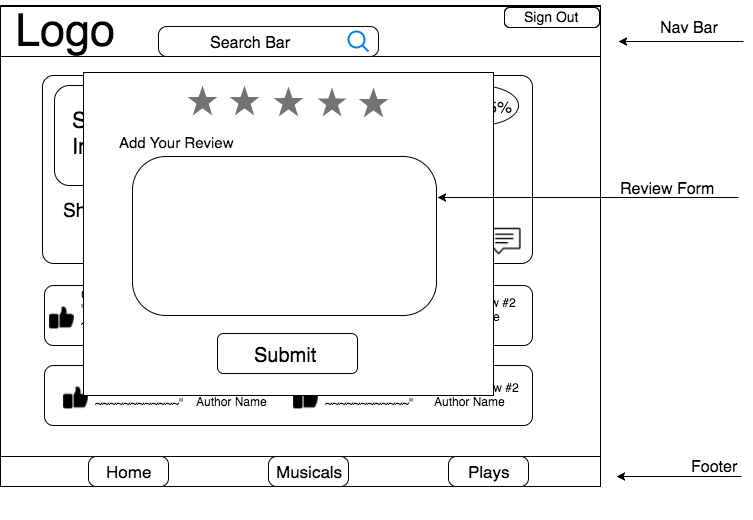 Logo
Search Bar
Sign Out
Nav Bar
5%
Add Your Review
Review Form
Sh
#2
Submit
#2
Author Name
Author Name
Home
Musicals
Plays
Footer